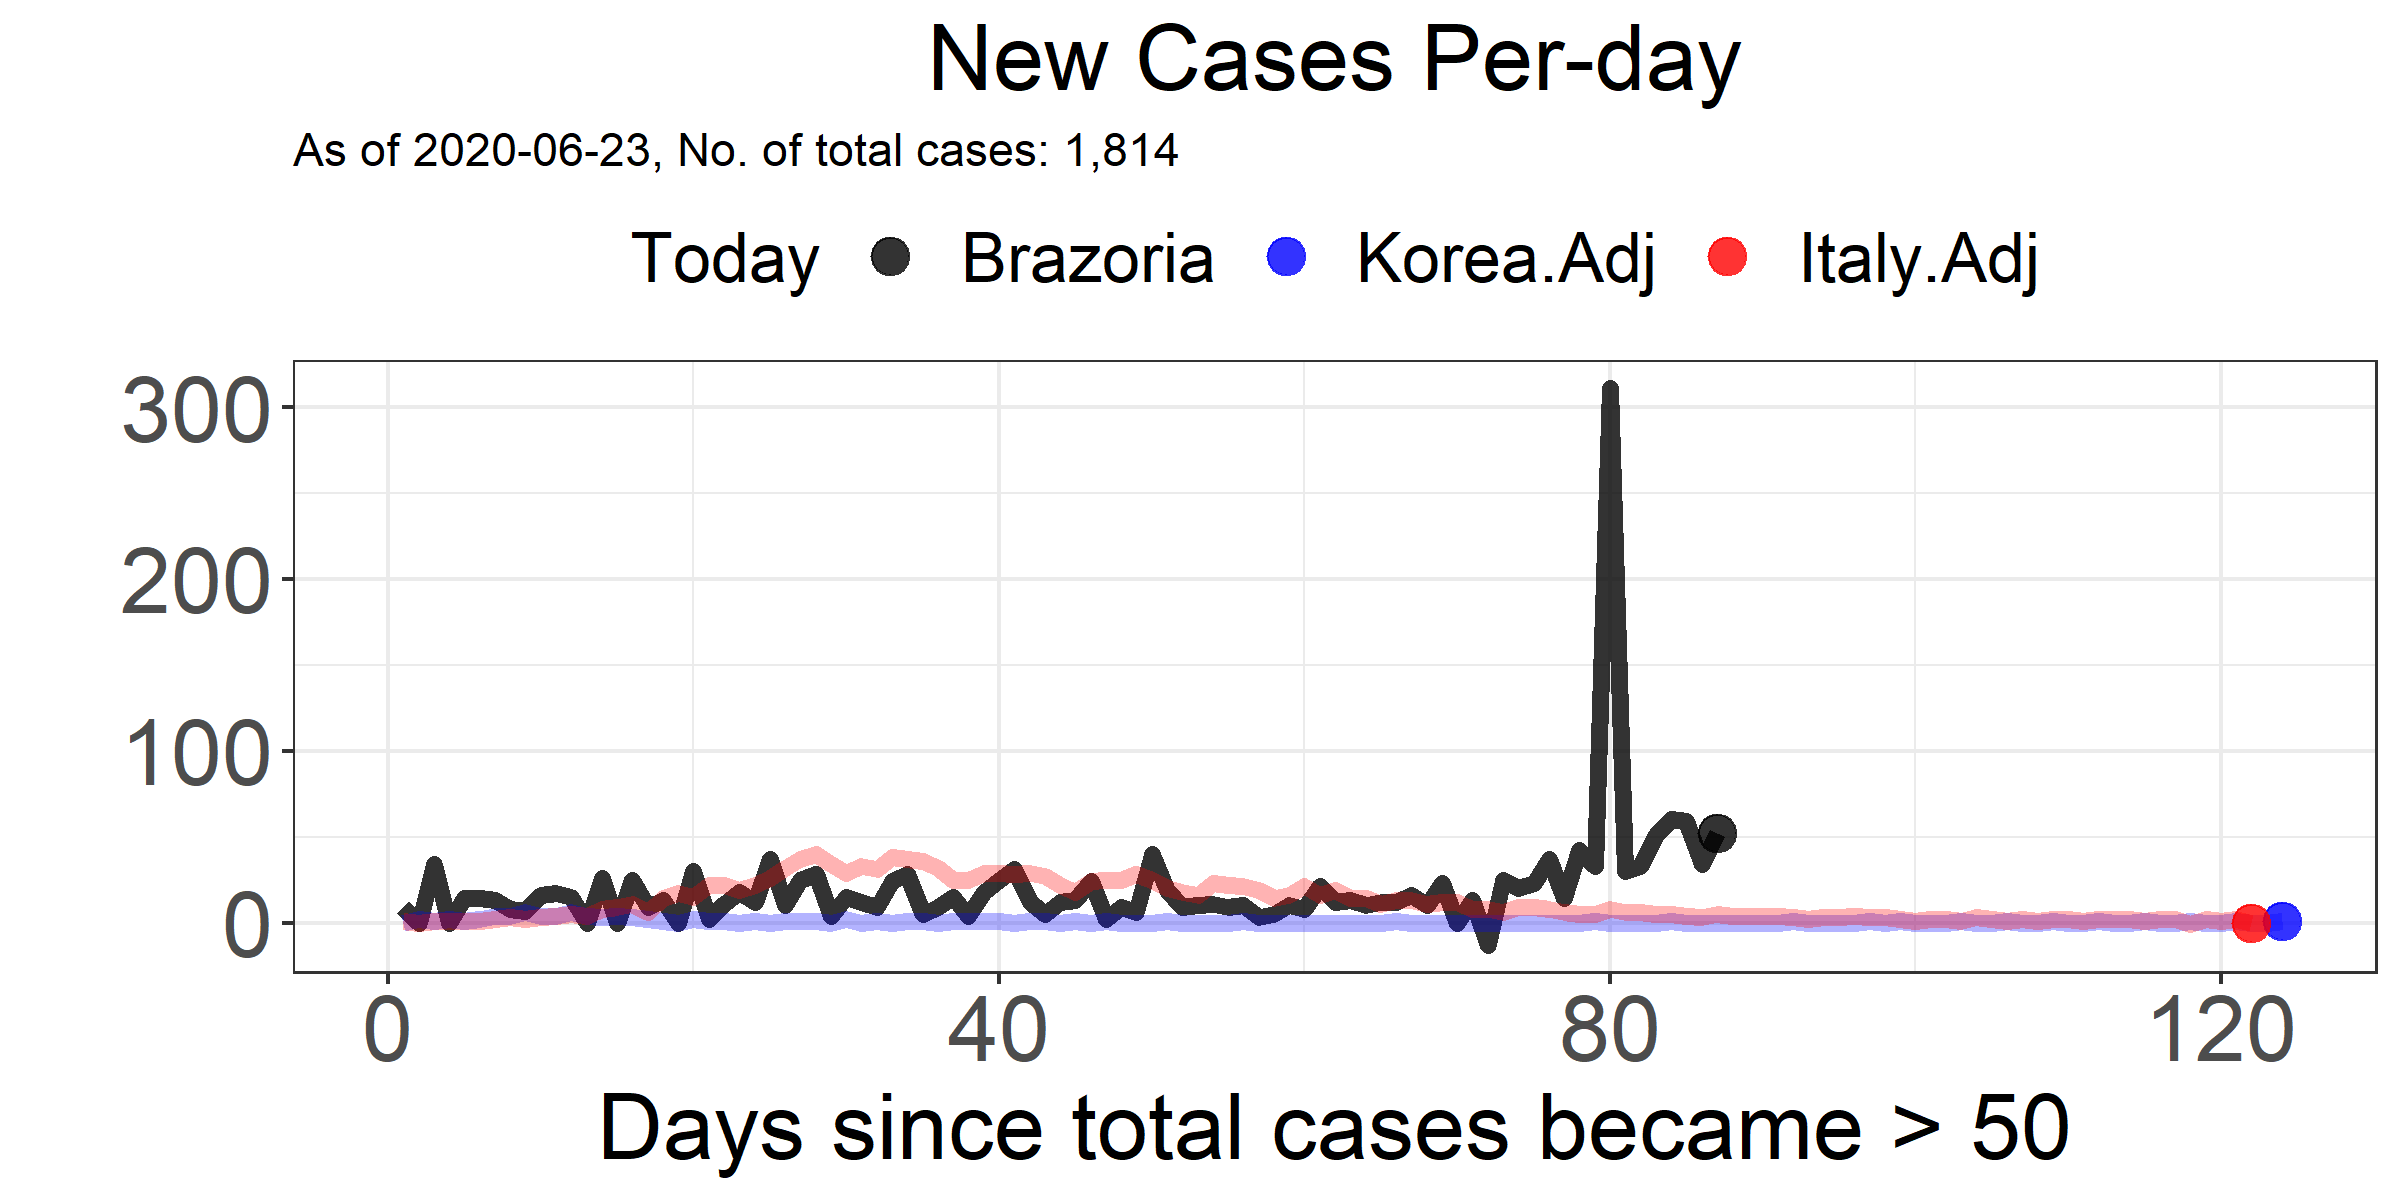 New Cases Per-day
As of 2020-06-23, No. of total cases: 1,814
Today Brazoria Korea.Adj Italy.Adj
300
200
100
0
0 40 80 120
Days since total cases became > 50